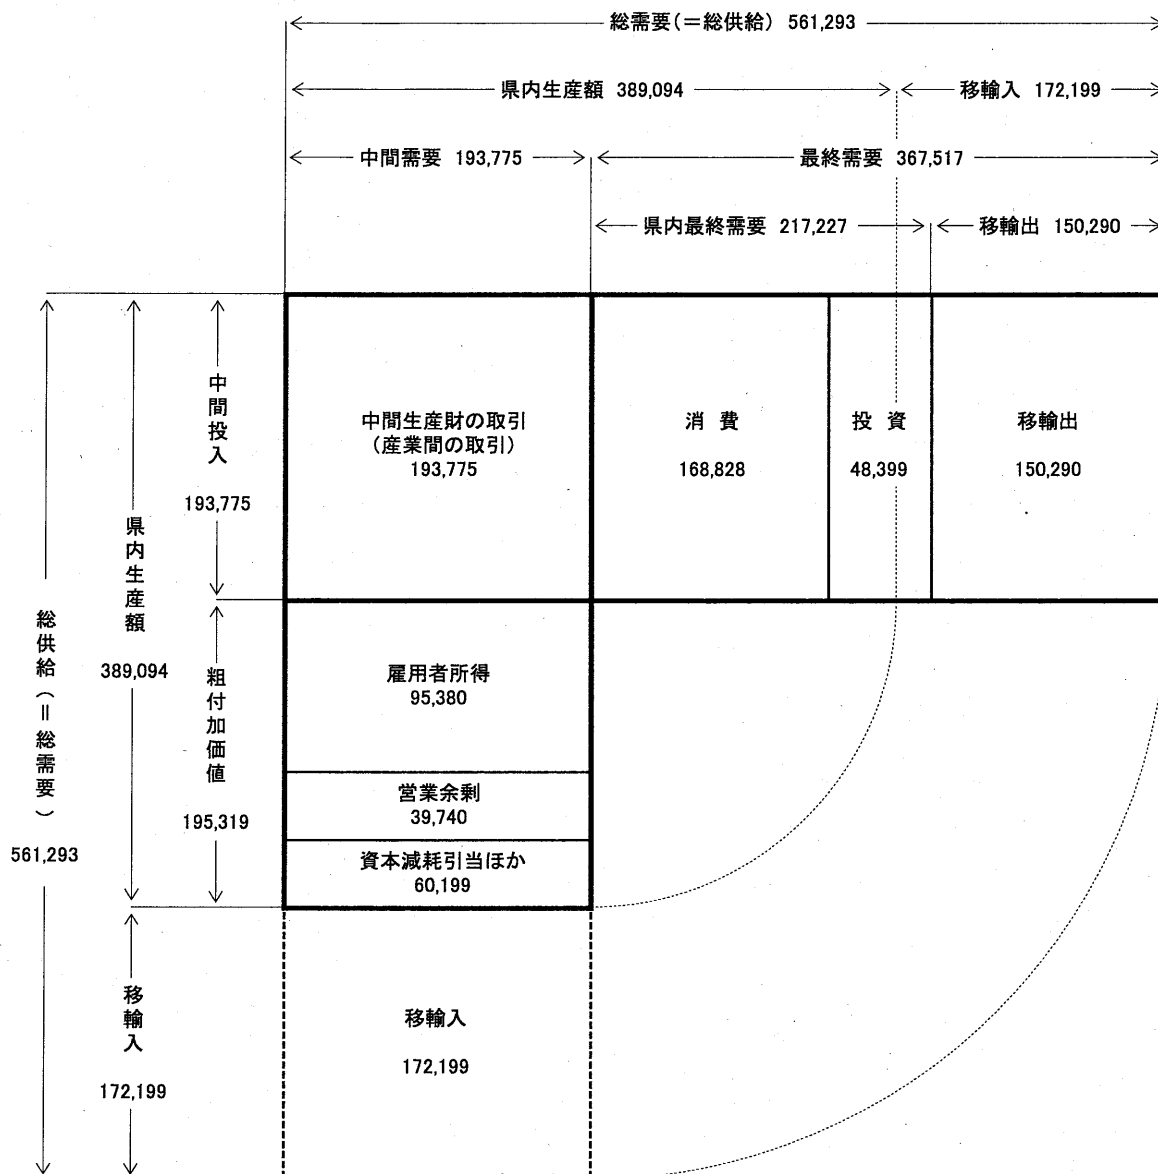 総需要(＝総供給) 561,293
県内生産額 389,094
移輸入 172,199
中間需要 193,775
最終需要 367,517
県内最終需要 217,227
移輸出 150,290
中間投入
193,775
県内生産額
389,094
総供給(＝総需要)
561,293
粗付加価値
195,319
移輸入
172,199
中間生産財の取引
(産業間の取引)
193,775
消 費
168,828
投 資
48,399
移輸出
150,290
雇用者所得
95,380
営業余剰
39,740
資本減耗引当ほか
60,199
移輸入
172,199